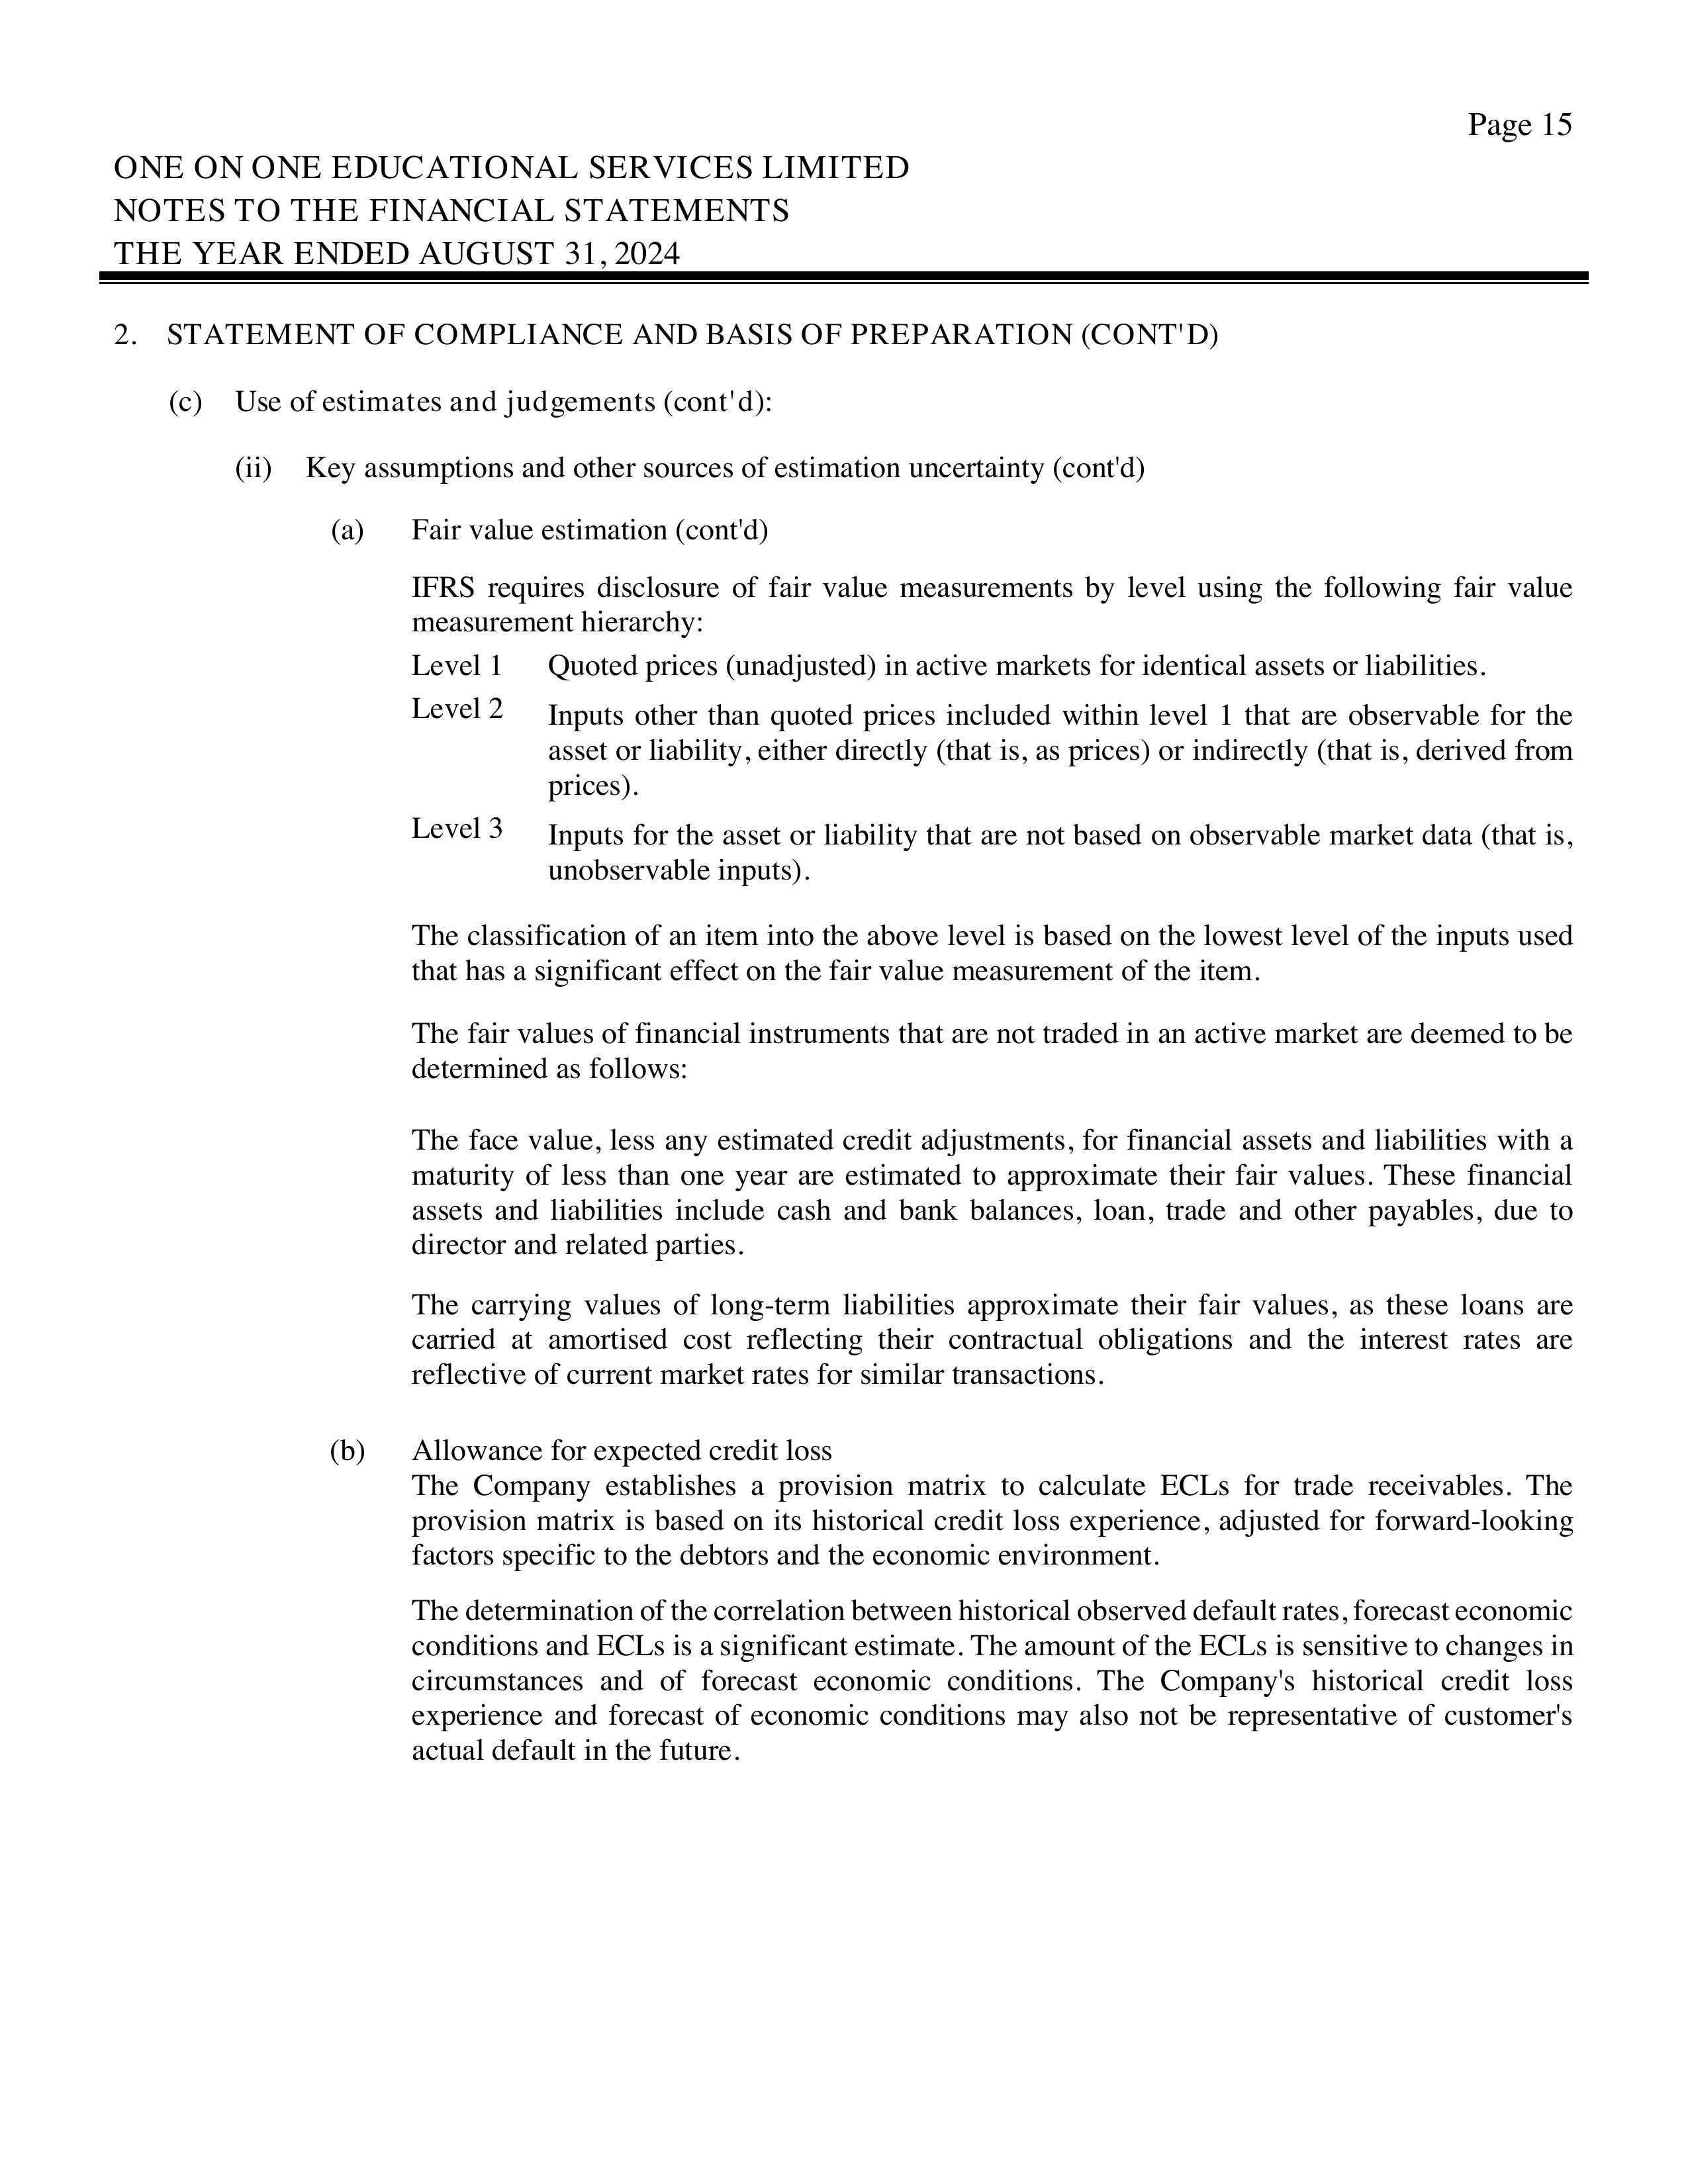 Page 15
ONE ON ONE EDUCATIONAL SERVICES LIMITED
NOTES TO THE FINANCIAL STATEMENTS
THE YEAR ENDED AUGUST 31, 2024
2. STATEMENT OF COMPLIANCE AND BASIS OF PREPARATION (CONT'D)
(c) Use of estimates and judgements (cont'd):
(ii) Key assumptions and other sources of estimation uncertainty (cont'd)
(a) Fair value estimation (cont'd)
IFRS requires disclosure of fair value measurements by level using the following fair value
measurement hierarchy:
Level 1 Quoted prices (unadjusted) in active markets for identical assets or liabilities.
Level 2 Inputs other than quoted prices included within level 1 that are observable for the
asset or liability, either directly (that is, as prices) or indirectly (that is, derived from
prices).
Level 3 Inputs for the asset or liability that are not based on observable market data (that is,
unobservable inputs).
The classification of an item into the above level is based on the lowest level of the inputs used
that has a significant effect on the fair value measurement of the item.
The fair values of financial instruments that are not traded in an active market are deemed to be
determined as follows:
The face value, less any estimated credit adjustments, for financial assets and liabilities with a
maturity of less than one year are estimated to approximate their fair values. These financial
assets and liabilities include cash and bank balances, loan, trade and other payables, due to
director and related parties.
The carrying values of long-term liabilities approximate their fair values, as these loans are
carried at amortised cost reflecting their contractual obligations and the interest rates are
reflective of current market rates for similar transactions.
(b) Allowance for expected credit loss
The Company establishes a provision matrix to calculate ECLs for trade receivables. The
provision matrix is based on its historical credit loss experience, adjusted for forward-looking
factors specific to the debtors and the economic environment.
The determination of the correlation between historical observed default rates, forecast economic
conditions and ECLs is a significant estimate. The amount of the ECLs is sensitive to changes in
circumstances and of forecast economic conditions. The Company's historical credit loss
experience and forecast of economic conditions may also not be representative of customer's
actual default in the future.